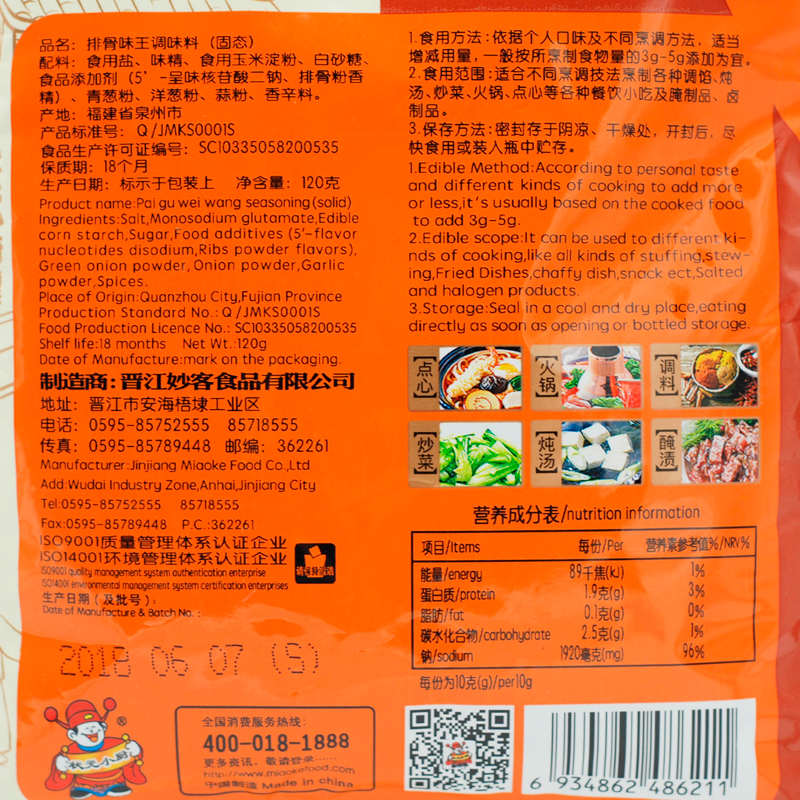 品名：排骨味王调味料（固态）
配料：食用盐、味精、食用玉米淀粉、白砂糖、
食品添加剂（5’-呈味核苷酸二钠、排骨粉香
精）、青葱粉、洋葱粉、蒜粉、香辛料。
产地：福建省泉州市
产品标准号：Q/JMKS0001S
食品生产许可证编号：SC10335058200535
保质期：18个月
生产日期：标示于包装上 净含量：120克
Product name:Pai gu wei wang seasoning(solid)
Ingredients:Salt,Monosodium glutamate,Edible
corn starch,Sugar,Food additives (5’-flavor
nucleotides disodium,Ribs powder flavors),
Green onion powder,Onion powder,Garlic
powder,Spices.
Place of Origin:Quanzhou City,Fujian Province
Production Standard No.:Q/JMKS0001S
Food Production Licence No.: SC10335058200535
Shelf life:18 months Net Wt.:120g
Date of Manufacture:mark on the packaging.
制造商：晋江妙客食品有限公司
地址：晋江市安海梧埭工业区
电话：0595-85752555 85718555
传真：0595-85789448 邮编：362261
Manufacturer:Jinjiang Miaoke Food Co.,Ltd
Add:Wudai Industry Zone,Anhai,Jinjiang City
Tel:0595-85752555 85718555
Fax:0595-85789448 P.C.:362261
ISO9001质量管理体系认证企业
ISO14001环境管理体系认证企业
ISO9001 quality management system authentication enterprise
ISO14001 environmental management system certification enterprises
请保持清洁
生产日期（及批号）：
Date of Manufacture & Batch No.:
2018 06 07 (S)
状元小厨
®
全国消费服务热线：
400-018-1888
更多资讯，敬请登录……
http://www.miaokefood.com
中国制造 Made in china
1.食用方法：依据个人口味及不同烹调方法，适当
增减用量，一般按所烹制食物量的3g-5g添加为宜。
2.食用范围：适合不同烹调技法烹制各种调馅、炖
汤、炒菜、火锅、点心等各种餐饮小吃及腌制品、卤
制品。
3.保存方法：密封存于阴凉、干燥处，开封后，尽
快食用或装入瓶中贮存。
1.Edible Method:According to personal taste
and different kinds of cooking to add more
or less,it's usually based on the cooked food
to add 3g-5g.
2.Edible scope:It can be used to different ki-
nds of cooking,like all kinds of stuffing,stew-
ing,Fried Dishes,chaffy dish,snack ect,Salted
and halogen products.
3.Storage:Seal in a cool and dry place,eating
directly as soon as opening or bottled storage.
【点心】 【火锅】 【调料】
【炒菜】 【炖汤】 【腌渍】
营养成分表/nutrition information
项目/Items 每份/Per 营养素参考值%/NRV%
能量/energy 89千焦(kJ) 1%
蛋白质/protein 1.9克(g) 3%
脂肪/fat 0.1克(g) 0%
碳水化合物/carbohydrate 2.5克(g) 1%
钠/sodium 1920毫克(mg) 96%
每份为10克(g)/per10g
6 934862 486211